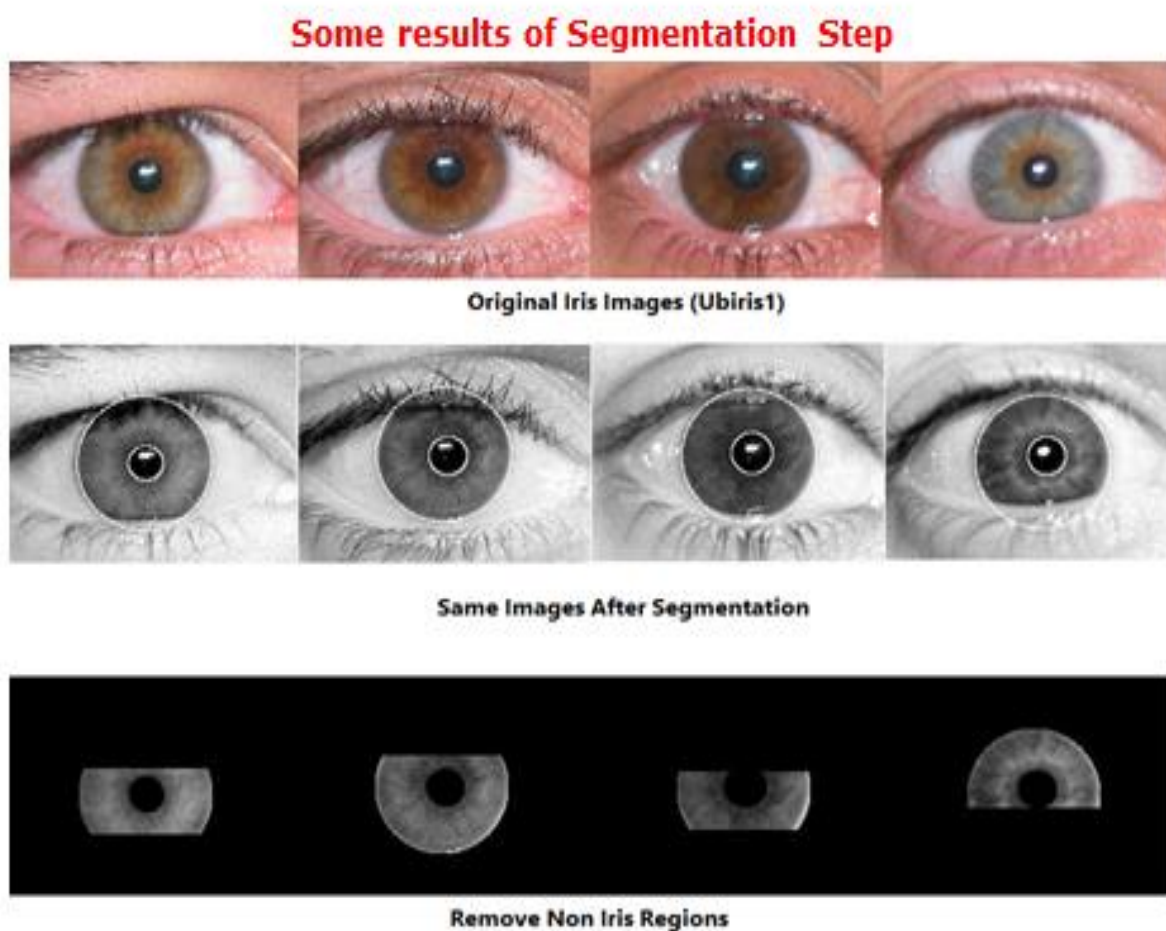 Some results of Segmentation Step
Original Iris Images (Ubiris1)
Same Images After Segmentation
Remove Non Iris Regions